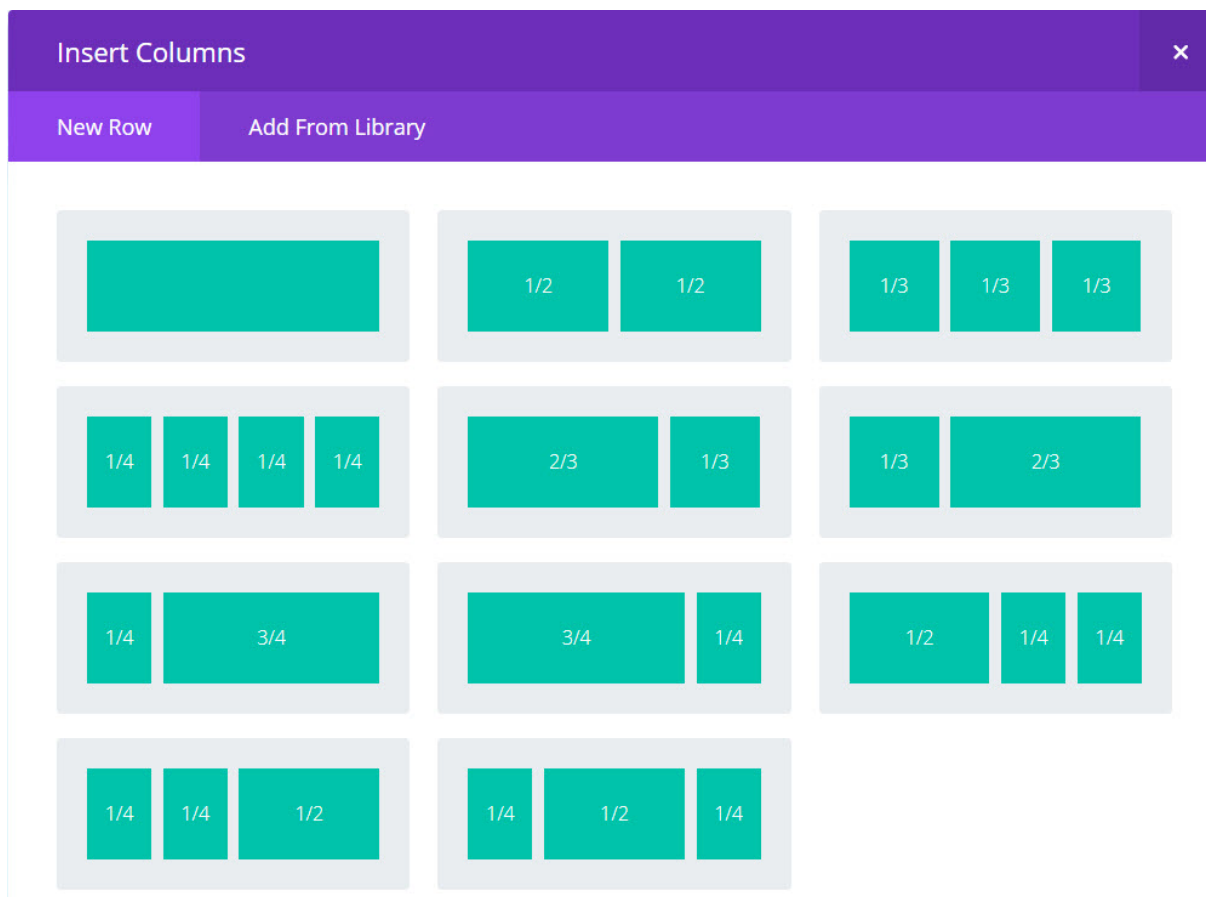 Insert Columns ×
New Row Add From Library
1/2 1/2 1/3 1/3 1/3
1/4 1/4 1/4 1/4 2/3 1/3 1/3 2/3
1/4 3/4 3/4 1/4 1/2 1/4 1/4
1/4 1/4 1/2 1/4 1/2 1/4